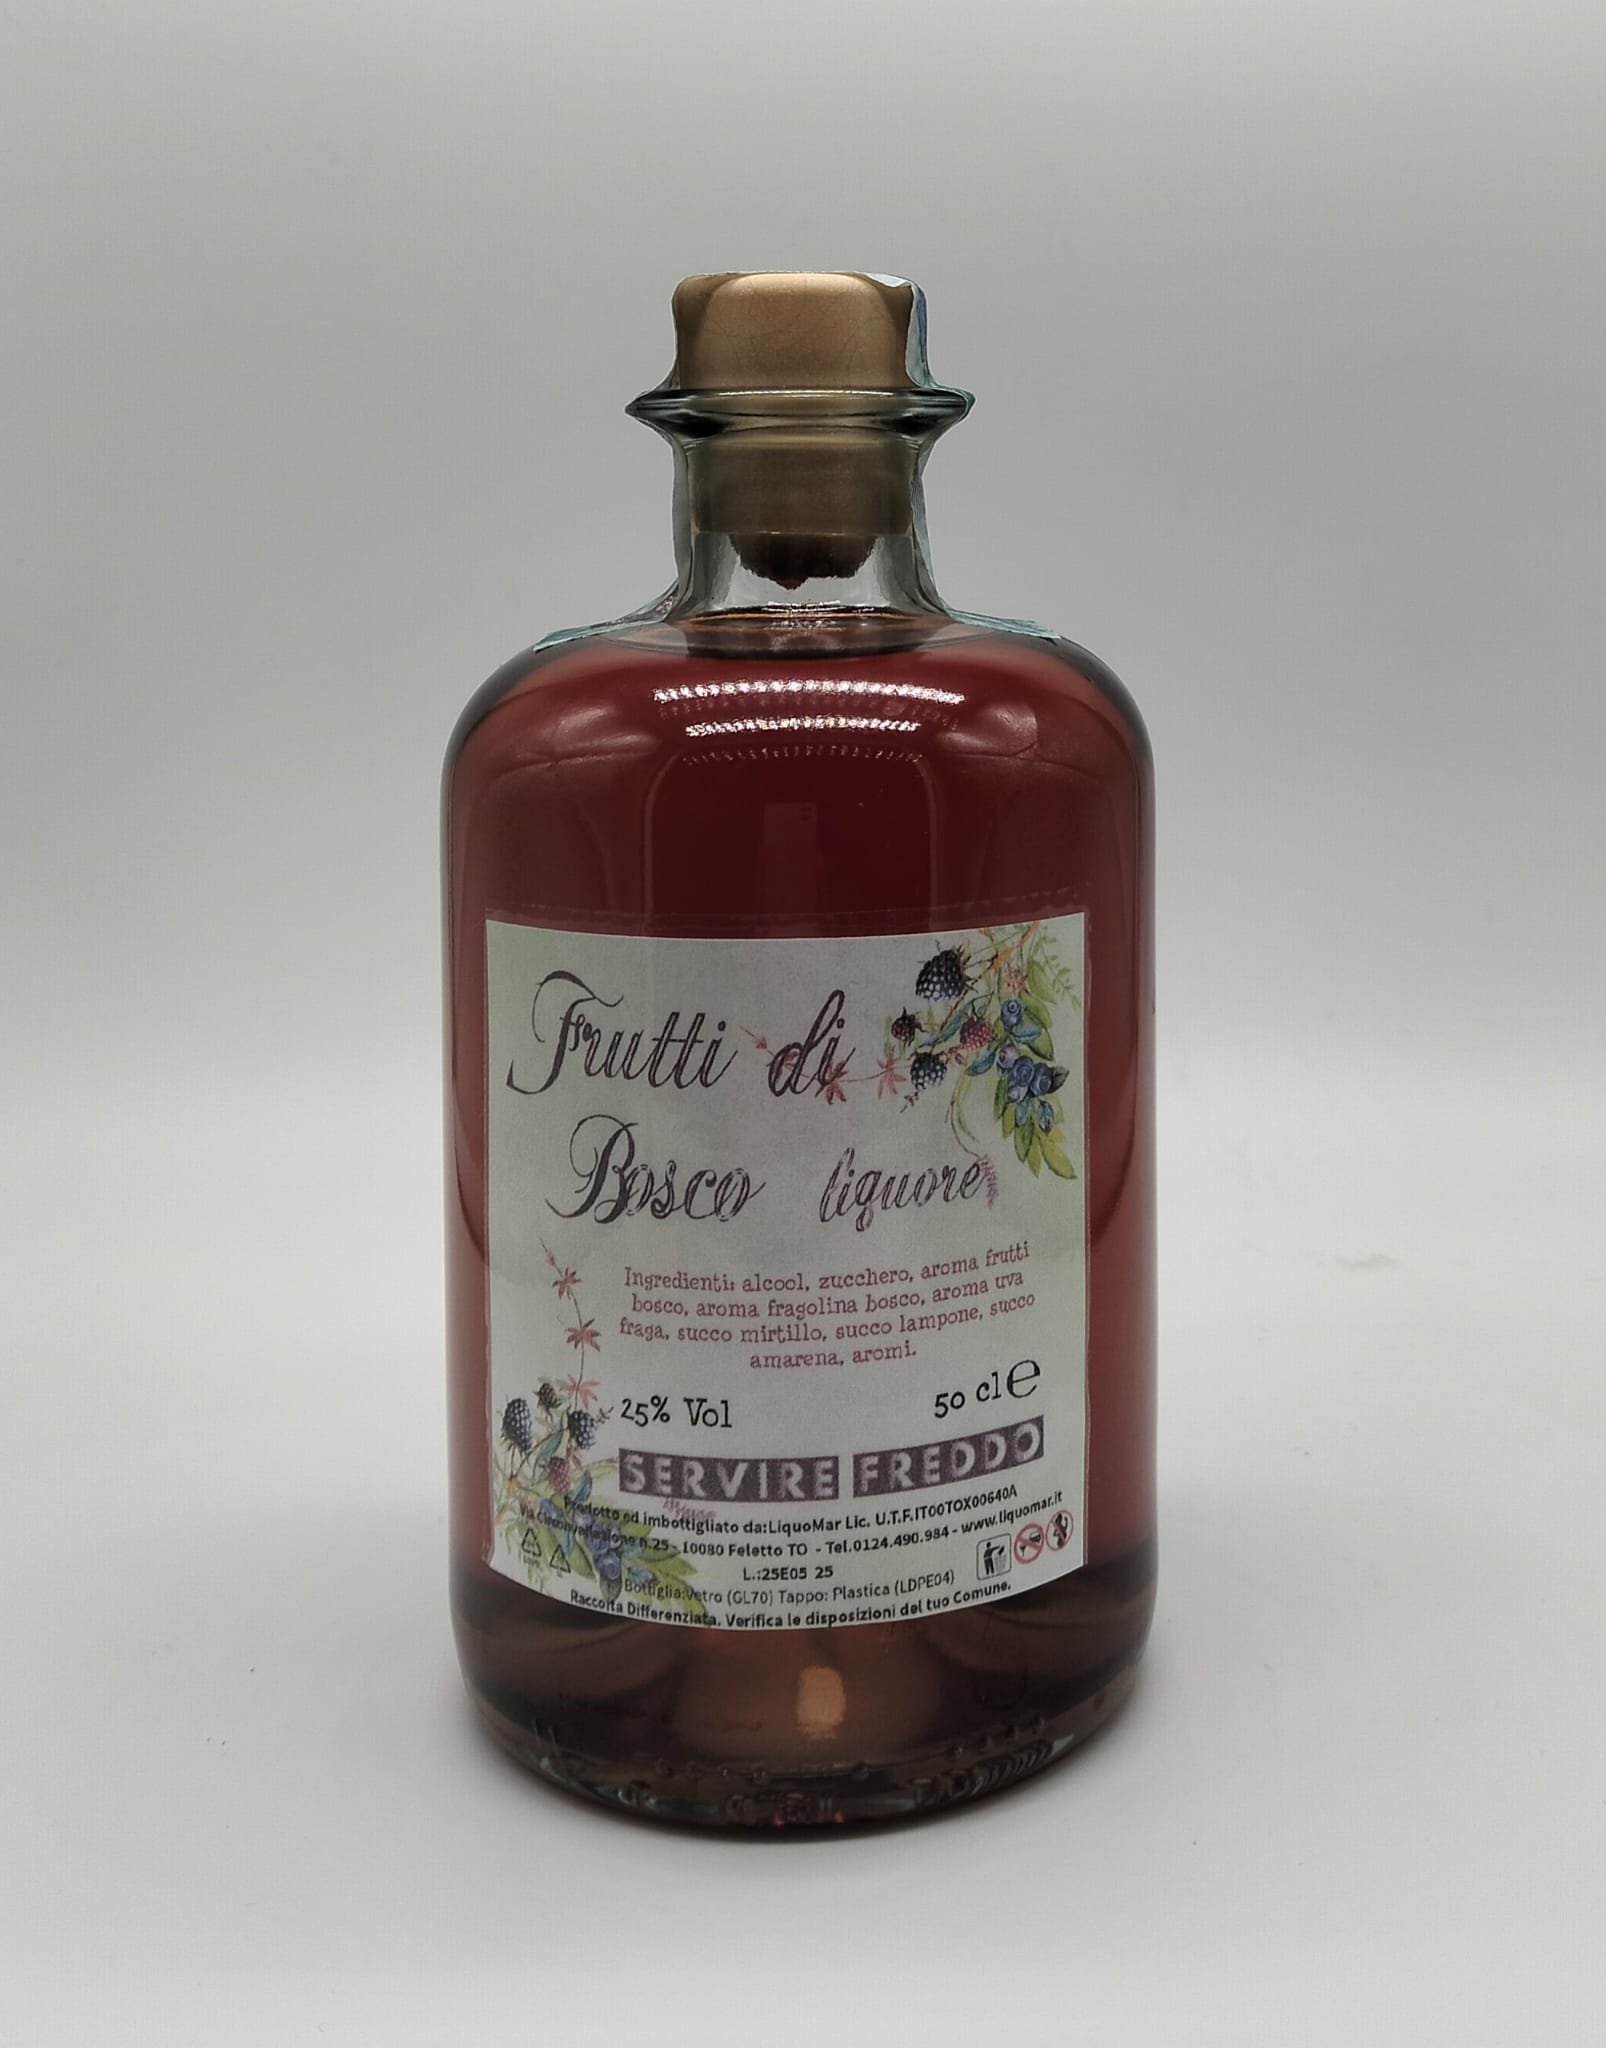 Frutti di
Bosco liquore
Ingredienti: alcool, zucchero, aroma frutti
bosco, aroma fragolina bosco, aroma uva
fraga, succo mirtillo, succo lampone, succo
amarena, aromi.
25% Vol 50 cl e
SERVIRE FREDDO
Prodotto ed imbottigliato da:LiquoMar Lic. U.T.F.IT00TOX00640A
Via Circonvallazione n.25 - 10080 Feletto TO - Tel.0124.490.984 - www.liquomar.it
L.:25E05 25
Bottiglia:Vetro (GL70) Tappo: Plastica (LDPE04)
Raccolta Differenziata. Verifica le disposizioni del tuo Comune.